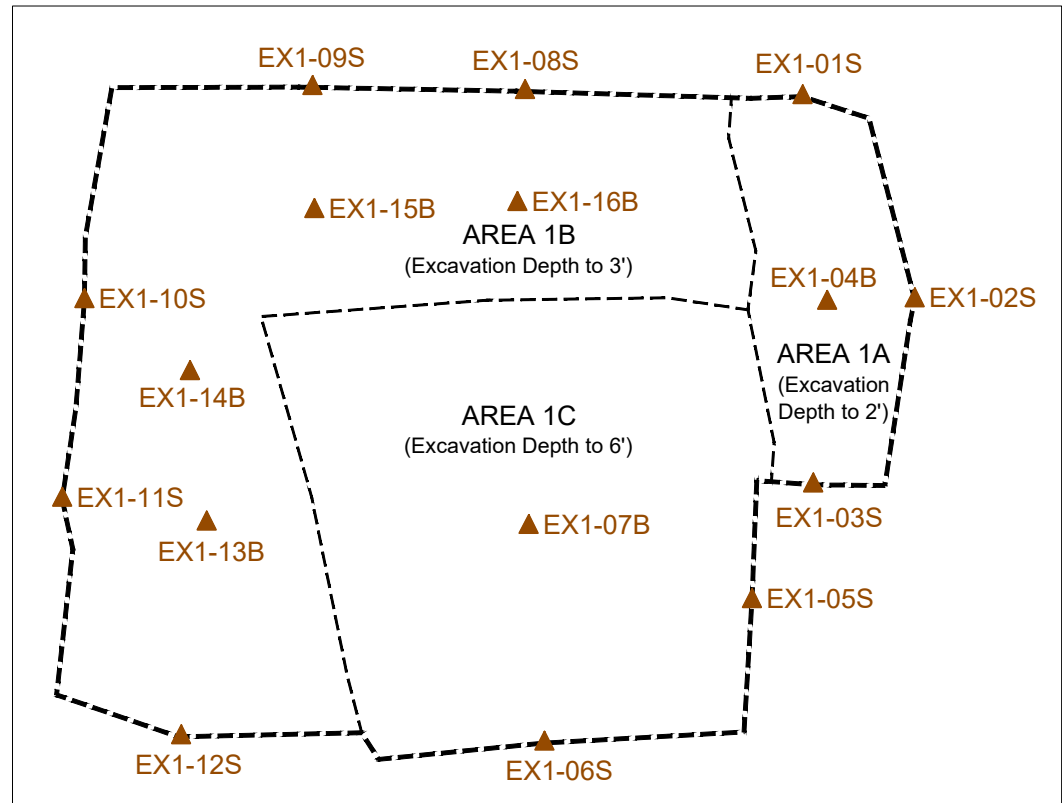 EX1-09S
EX1-08S
EX1-01S
EX1-15B
EX1-16B
AREA 1B
(Excavation Depth to 3')
EX1-10S
EX1-04B
EX1-02S
EX1-14B
AREA 1A
(Excavation
Depth to 2')
AREA 1C
(Excavation Depth to 6')
EX1-11S
EX1-13B
EX1-07B
EX1-03S
EX1-05S
EX1-12S
EX1-06S